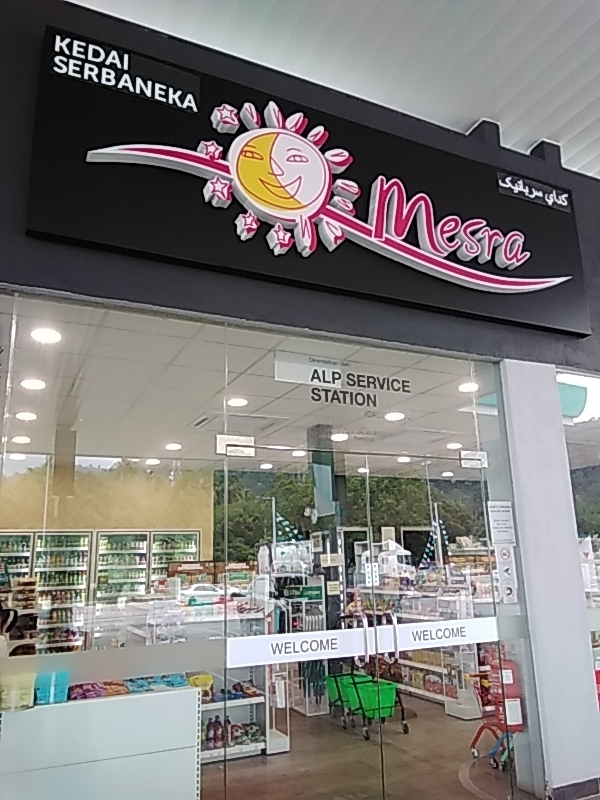 KEDAI
SERBANEKA
Mesra
كداي سربانيک
ALP SERVICE
STATION
WELCOME
WELCOME